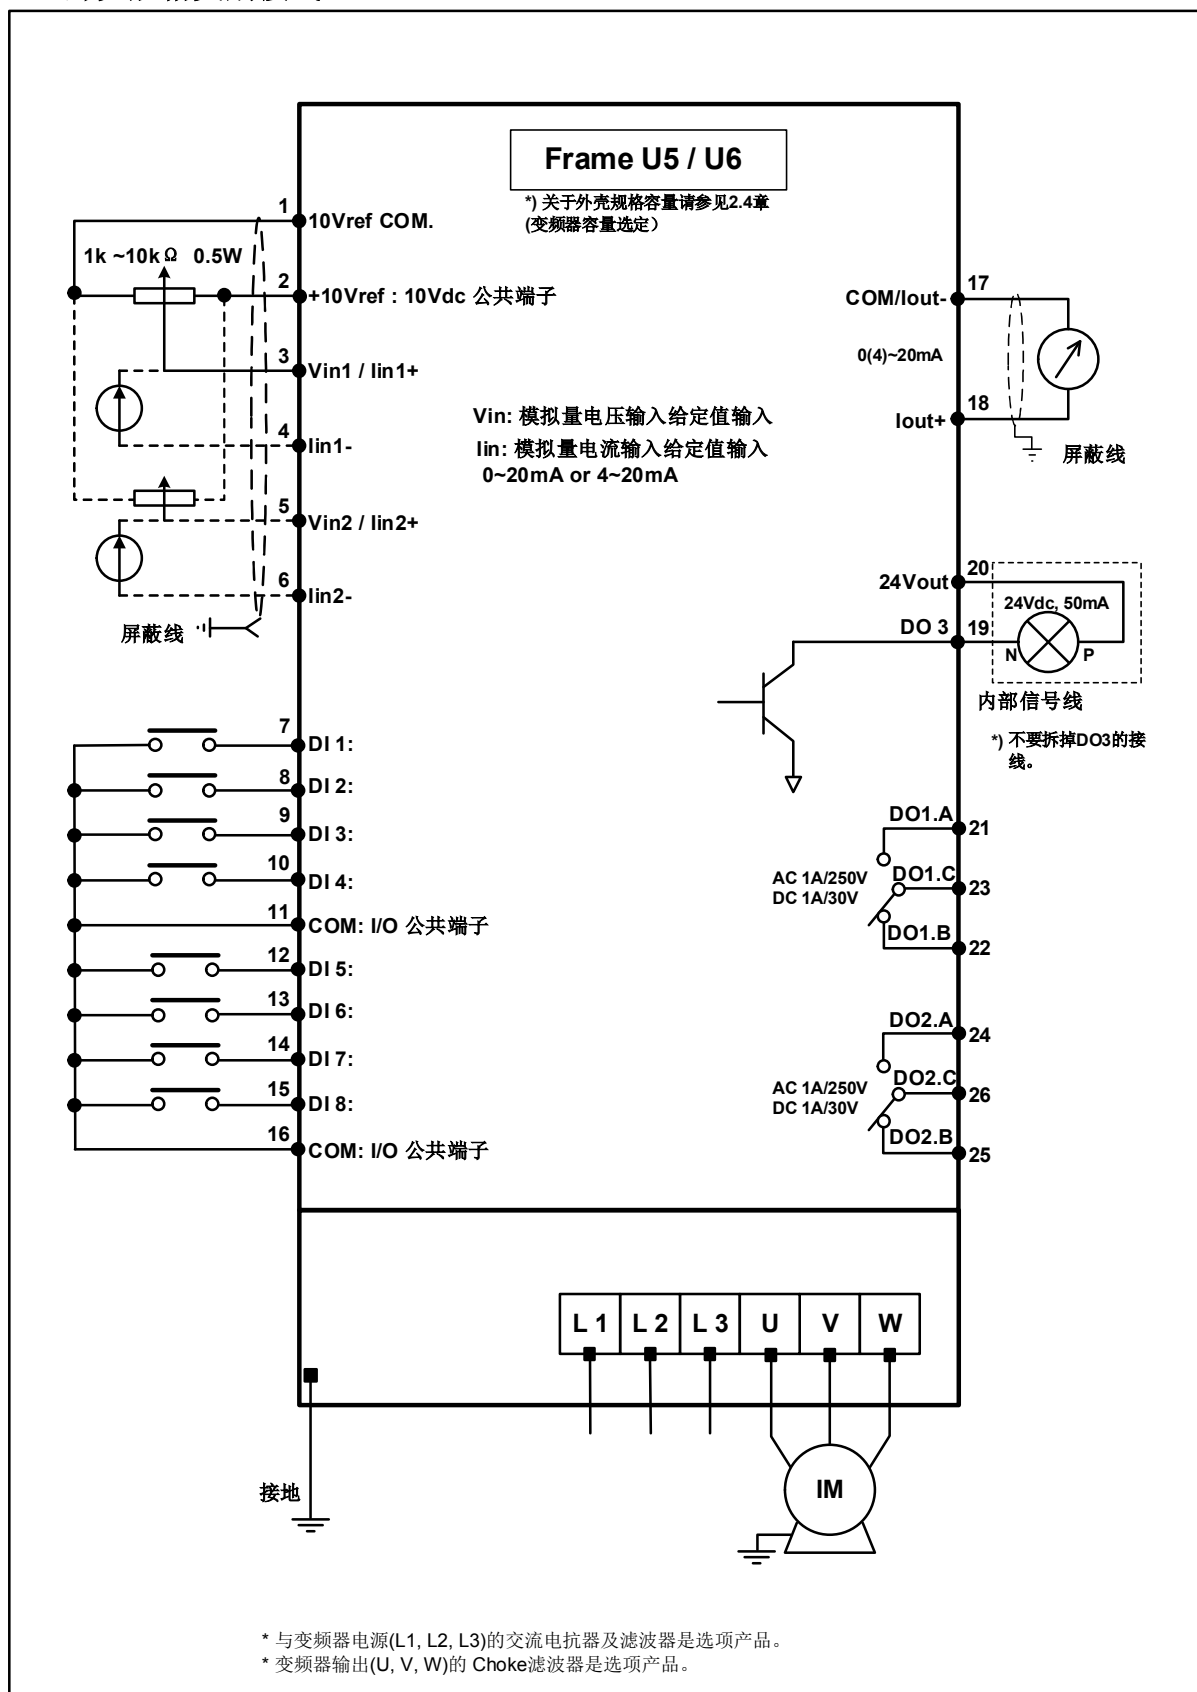 Frame U5 / U6
*) 关于外壳规格容量请参见2.4章
(变频器容量选定）
1
10Vref COM.
1k ~10kΩ 0.5W
2
+10Vref : 10Vdc 公共端子
3
Vin1 / Iin1+
4
Iin1-
5
Vin2 / Iin2+
6
Iin2-
屏蔽线
Vin: 模拟量电压输入给定值输入
Iin: 模拟量电流输入给定值输入
0~20mA or 4~20mA
COM/Iout-
17
0(4)~20mA
18
Iout+
屏蔽线
20
24Vout
24Vdc, 50mA
DO 3
19
N
P
内部信号线
*) 不要拆掉DO3的接
线。
7
DI 1:
8
DI 2:
9
DI 3:
10
DI 4:
11
COM: I/O 公共端子
12
DI 5:
13
DI 6:
14
DI 7:
15
DI 8:
16
COM: I/O 公共端子
DO1.A
21
AC 1A/250V
DC 1A/30V
DO1.C
23
DO1.B
22
DO2.A
24
AC 1A/250V
DC 1A/30V
DO2.C
26
DO2.B
25
L 1
L 2
L 3
U
V
W
接地
IM
* 与变频器电源(L1, L2, L3)的交流电抗器及滤波器是选项产品。
* 变频器输出(U, V, W)的 Choke滤波器是选项产品。